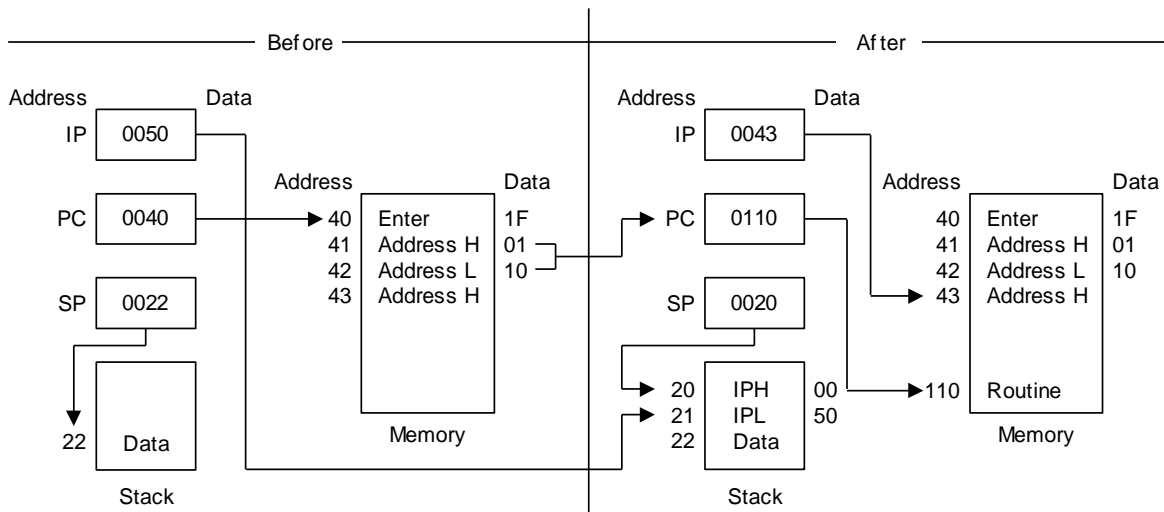 Before
Address Data
IP 0050
PC 0040
SP 0022
22 Data
Stack
Address Data
40 Enter 1F
41 Address H 01
42 Address L 10
43 Address H
Memory
After
Address Data
IP 0043
PC 0110
SP 0020
20 IPH 00
21 IPL 50
22 Data
Stack
Address Data
40 Enter 1F
41 Address H 01
42 Address L 10
43 Address H
110 Routine
Memory